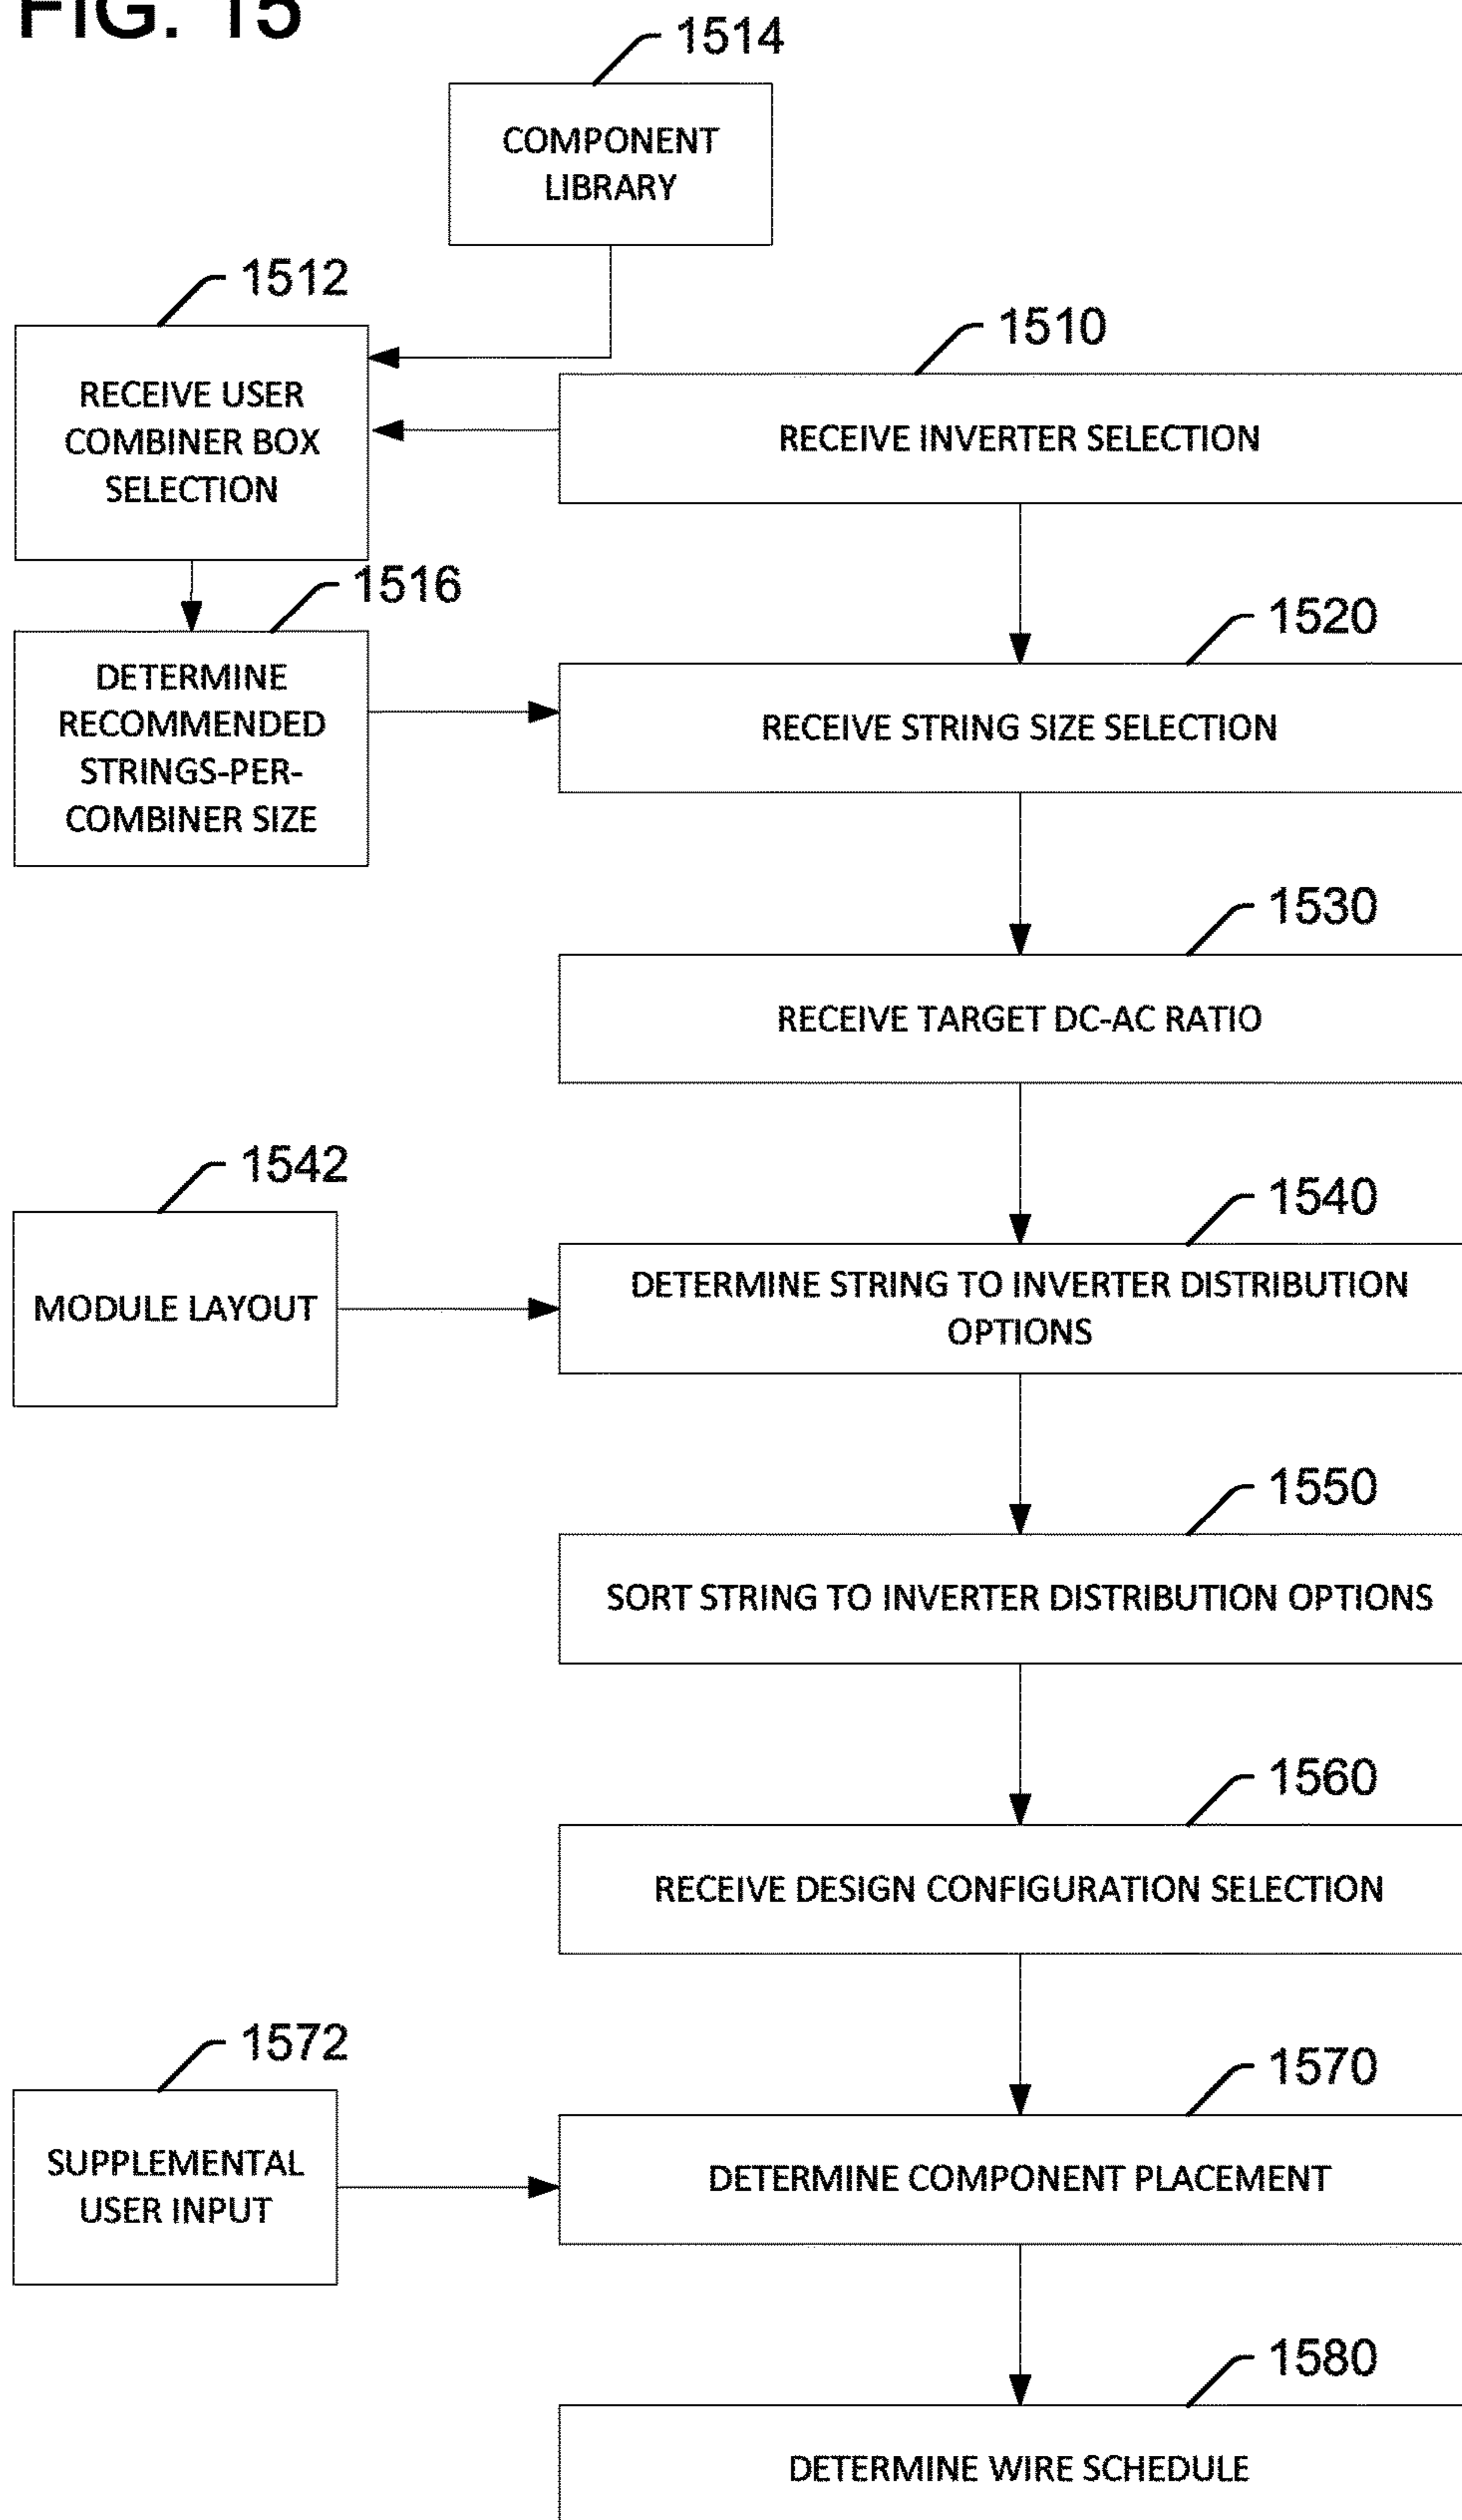 FIG. 15
1514
COMPONENT
LIBRARY
1512
RECEIVE USER
COMBINER BOX
SELECTION
1510
RECEIVE INVERTER SELECTION
1516
DETERMINE
RECOMMENDED
STRINGS-PER-
COMBINER SIZE
1520
RECEIVE STRING SIZE SELECTION
1530
RECEIVE TARGET DC-AC RATIO
1542
MODULE LAYOUT
1540
DETERMINE STRING TO INVERTER DISTRIBUTION
OPTIONS
1550
SORT STRING TO INVERTER DISTRIBUTION OPTIONS
1560
RECEIVE DESIGN CONFIGURATION SELECTION
1572
SUPPLEMENTAL
USER INPUT
1570
DETERMINE COMPONENT PLACEMENT
1580
DETERMINE WIRE SCHEDULE